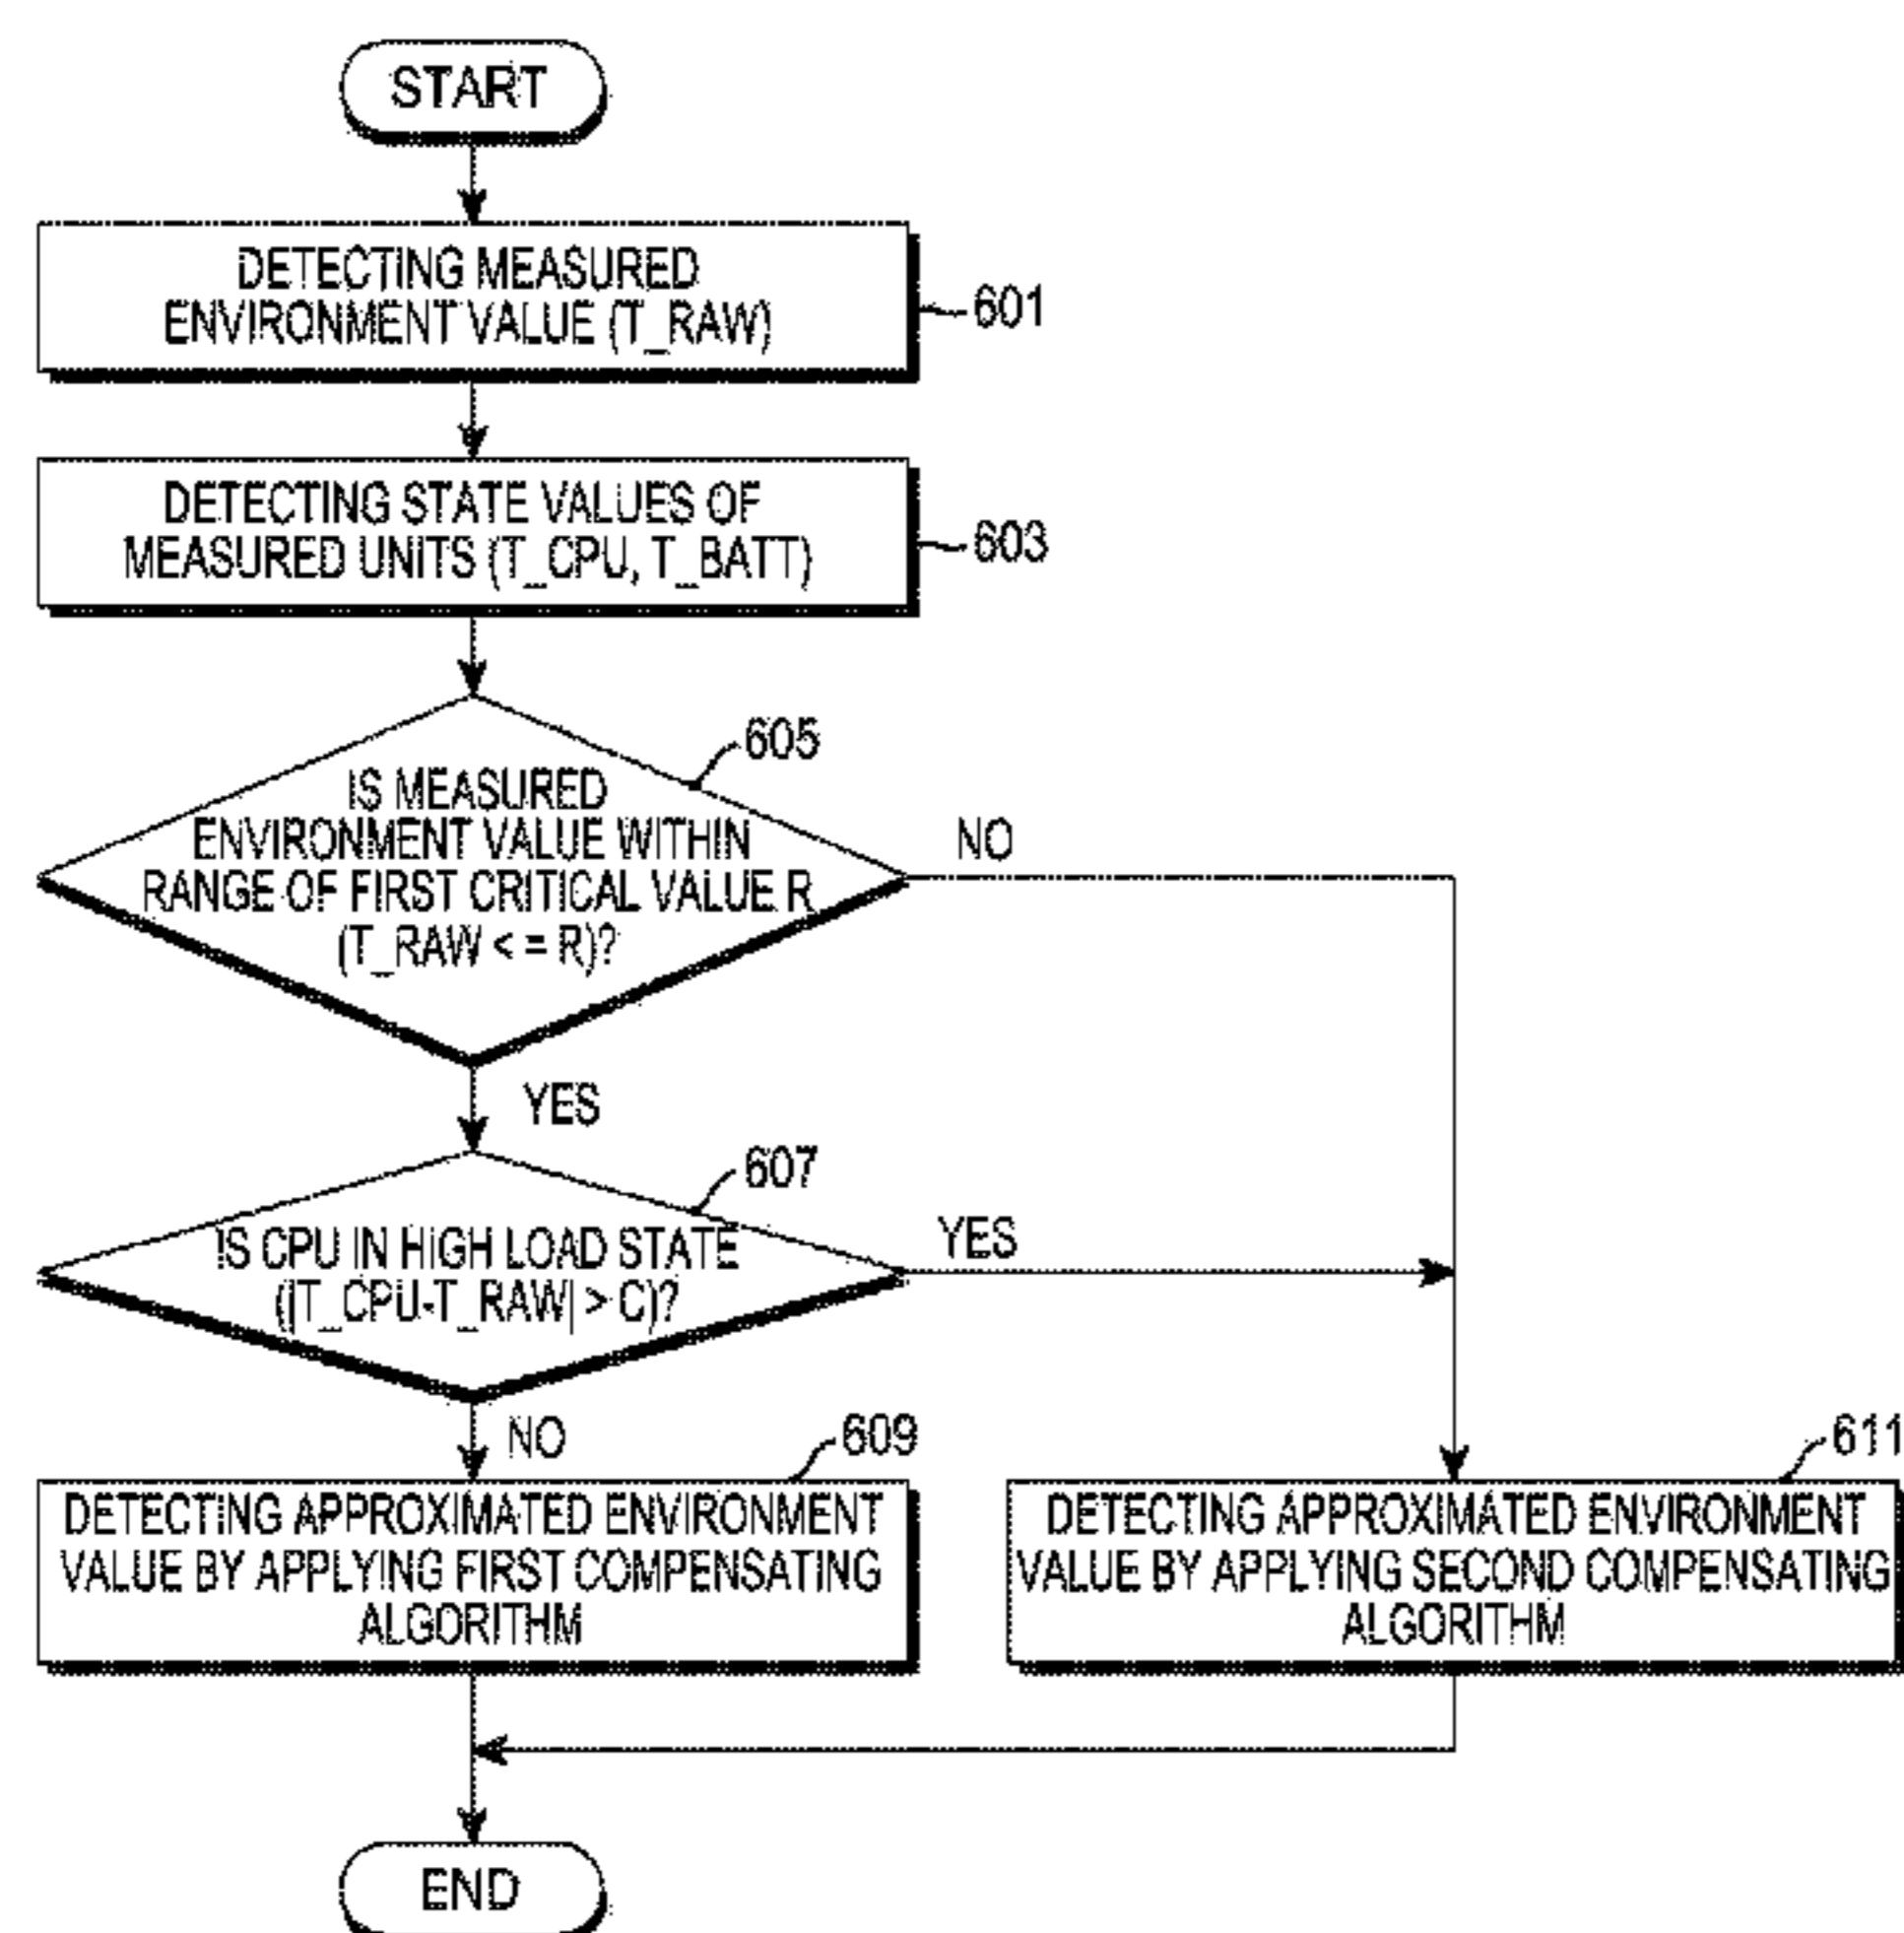 START
DETECTING MEASURED
ENVIRONMENT VALUE (T_RAW)
601
DETECTING STATE VALUES OF
MEASURED UNITS (T_CPU, T_BATT)
603
605
IS MEASURED
ENVIRONMENT VALUE WITHIN
RANGE OF FIRST CRITICAL VALUE R
(T_RAW < = R)?
NO
YES
607
IS CPU IN HIGH LOAD STATE
(|T_CPU-T_RAW| > C)?
YES
NO
609
DETECTING APPROXIMATED ENVIRONMENT
VALUE BY APPLYING FIRST COMPENSATING
ALGORITHM
611
DETECTING APPROXIMATED ENVIRONMENT
VALUE BY APPLYING SECOND COMPENSATING
ALGORITHM
END